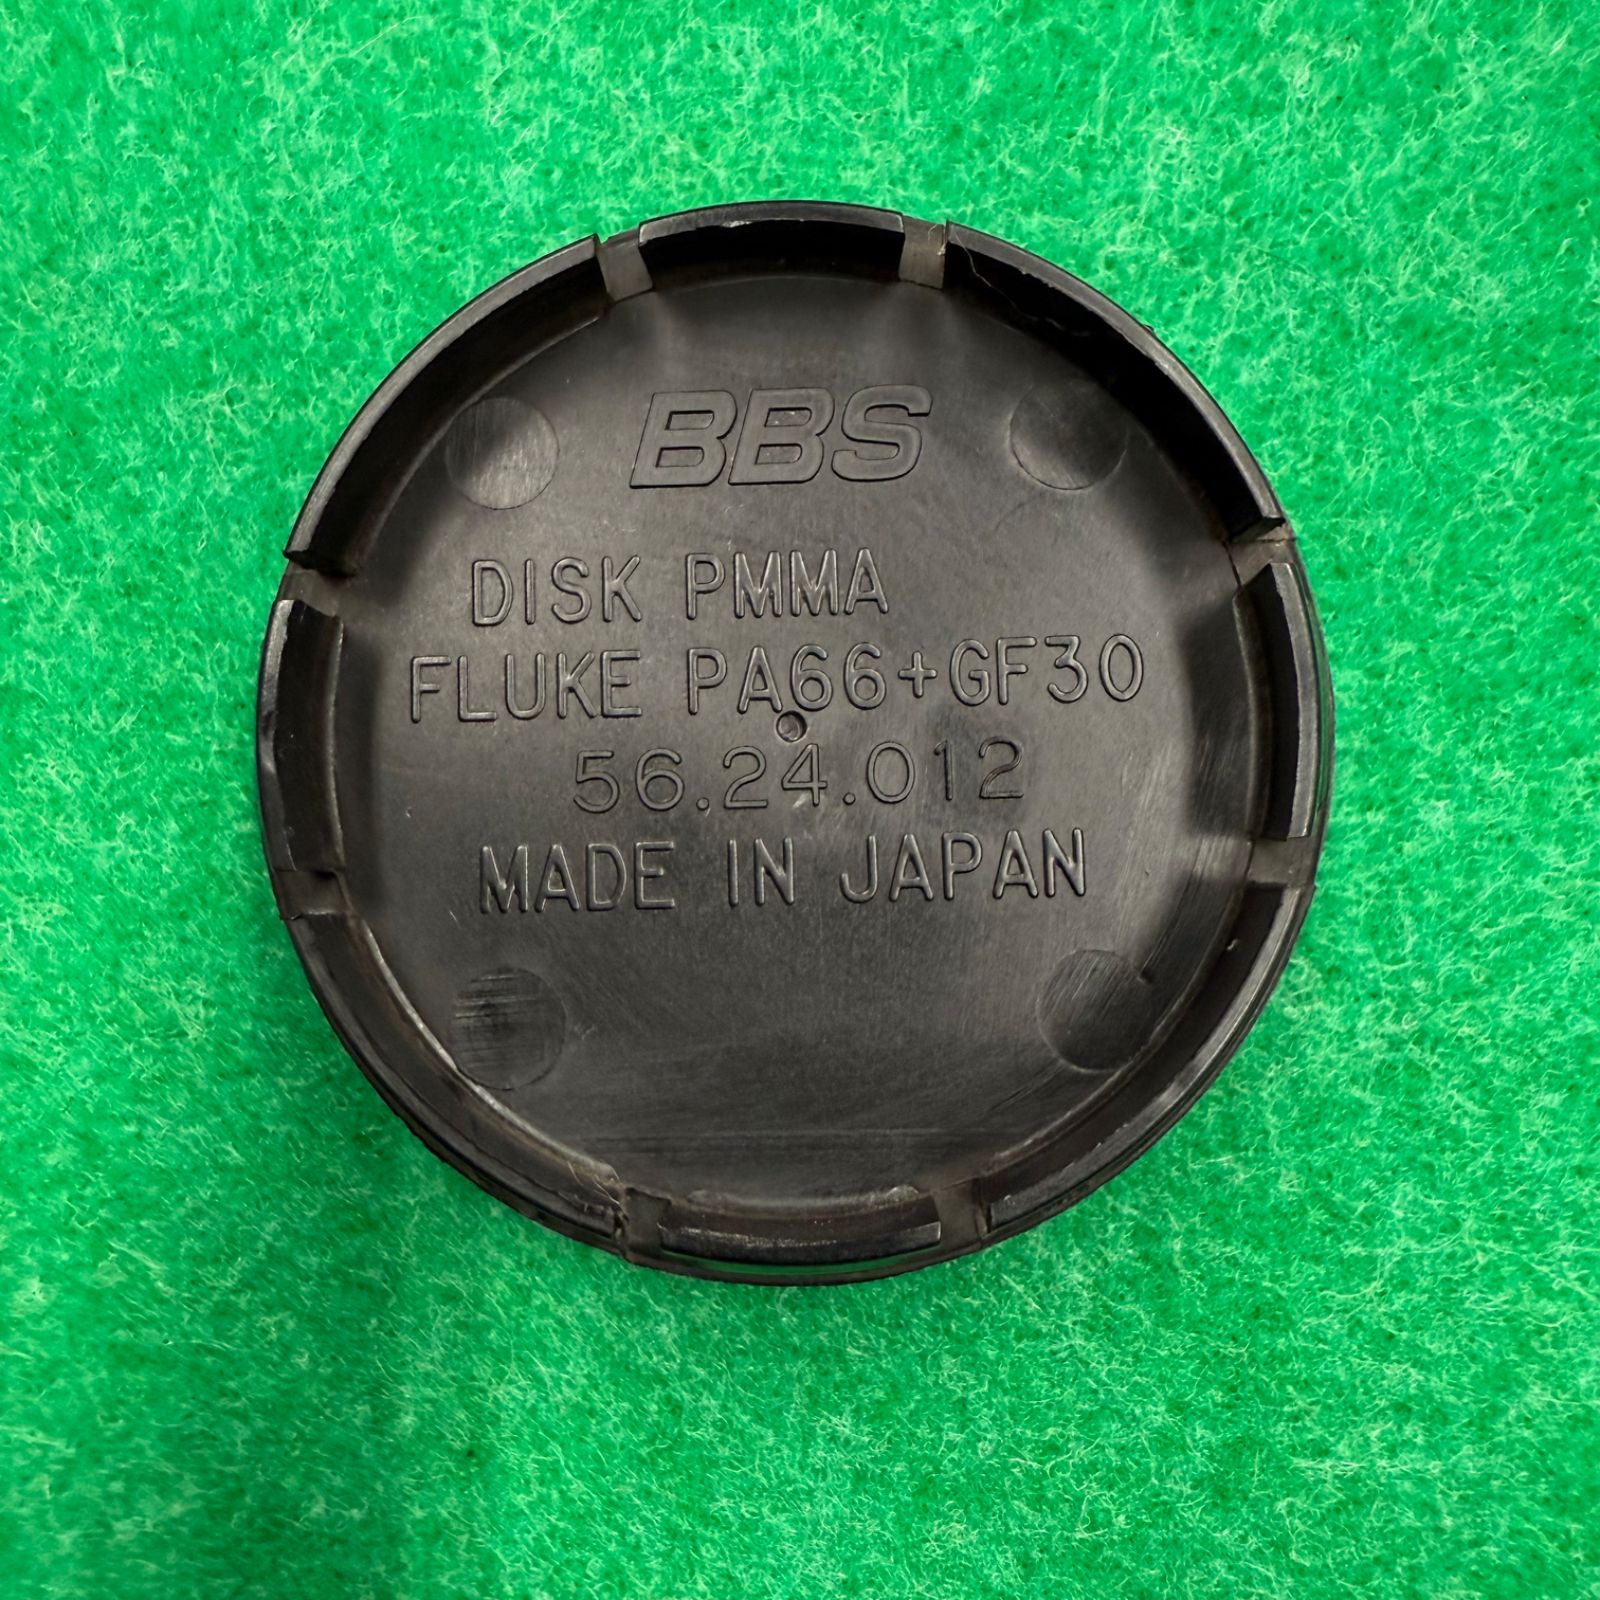 BBS
DISK PMMA
FLUKE PA66+GF30
56.24.012
MADE IN JAPAN